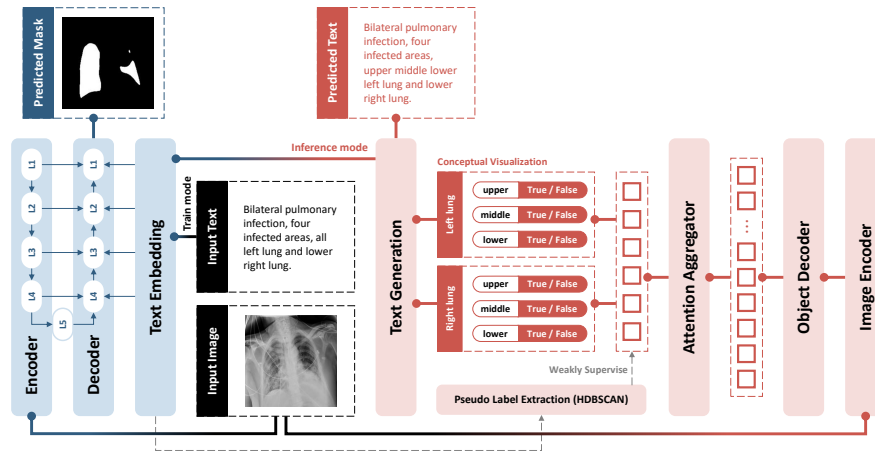 Predicted Mask
Predicted Text
Bilateral pulmonary
infection, four
infected areas,
upper middle lower
left lung and lower
right lung.
Encoder
L1
L2
L3
L4
L5
Decoder
L1
L2
L3
L4
Text Embedding
Inference mode
Train mode
Input Text
Bilateral pulmonary
infection, four
infected areas, all
left lung and lower
right lung.
Input Image
Text Generation
Conceptual Visualization
Left lung
upper True / False
middle True / False
lower True / False
Right lung
upper True / False
middle True / False
lower True / False
Weakly Supervise
Pseudo Label Extraction (HDBSCAN)
Attention Aggregator
...
Object Decoder
Image Encoder